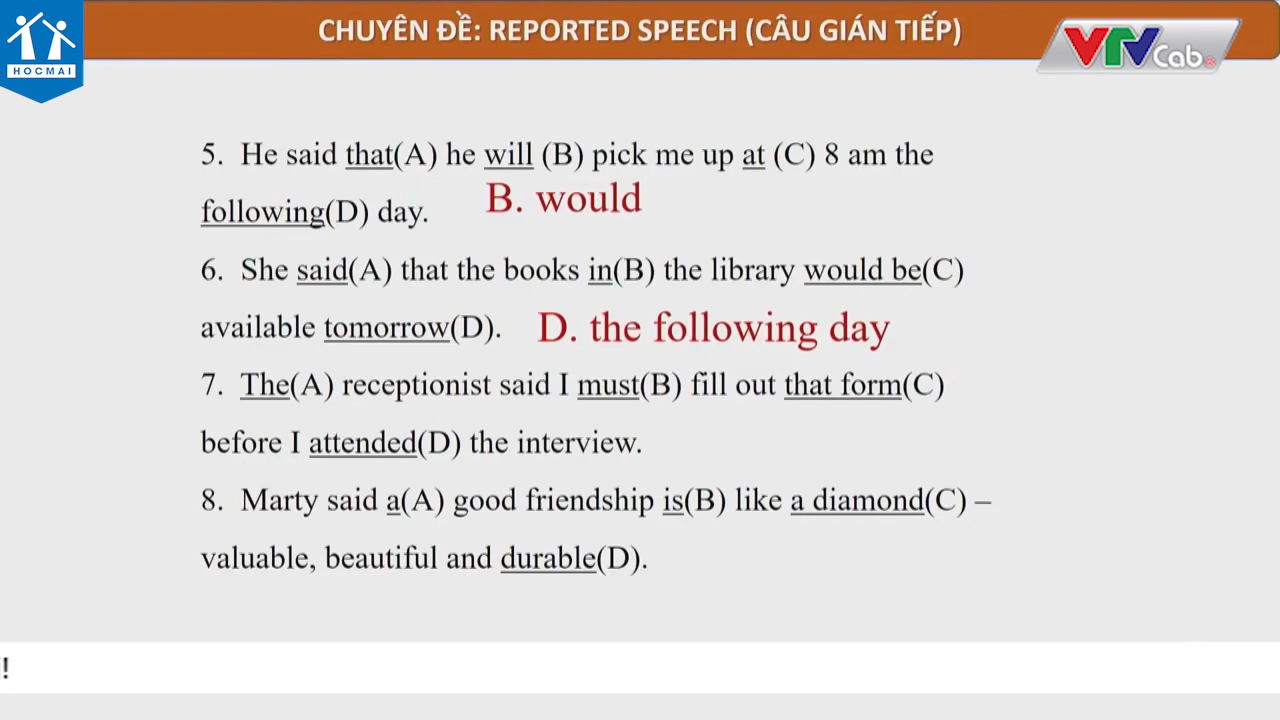 HOCMAI
CHUYÊN ĐỀ: REPORTED SPEECH (CÂU GIÁN TIẾP)
VTVCab
5. He said that(A) he will (B) pick me up at (C) 8 am the
following(D) day. B. would
6. She said(A) that the books in(B) the library would be(C)
available tomorrow(D). D. the following day
7. The(A) receptionist said I must(B) fill out that form(C)
before I attended(D) the interview.
8. Marty said a(A) good friendship is(B) like a diamond(C) –
valuable, beautiful and durable(D).
!